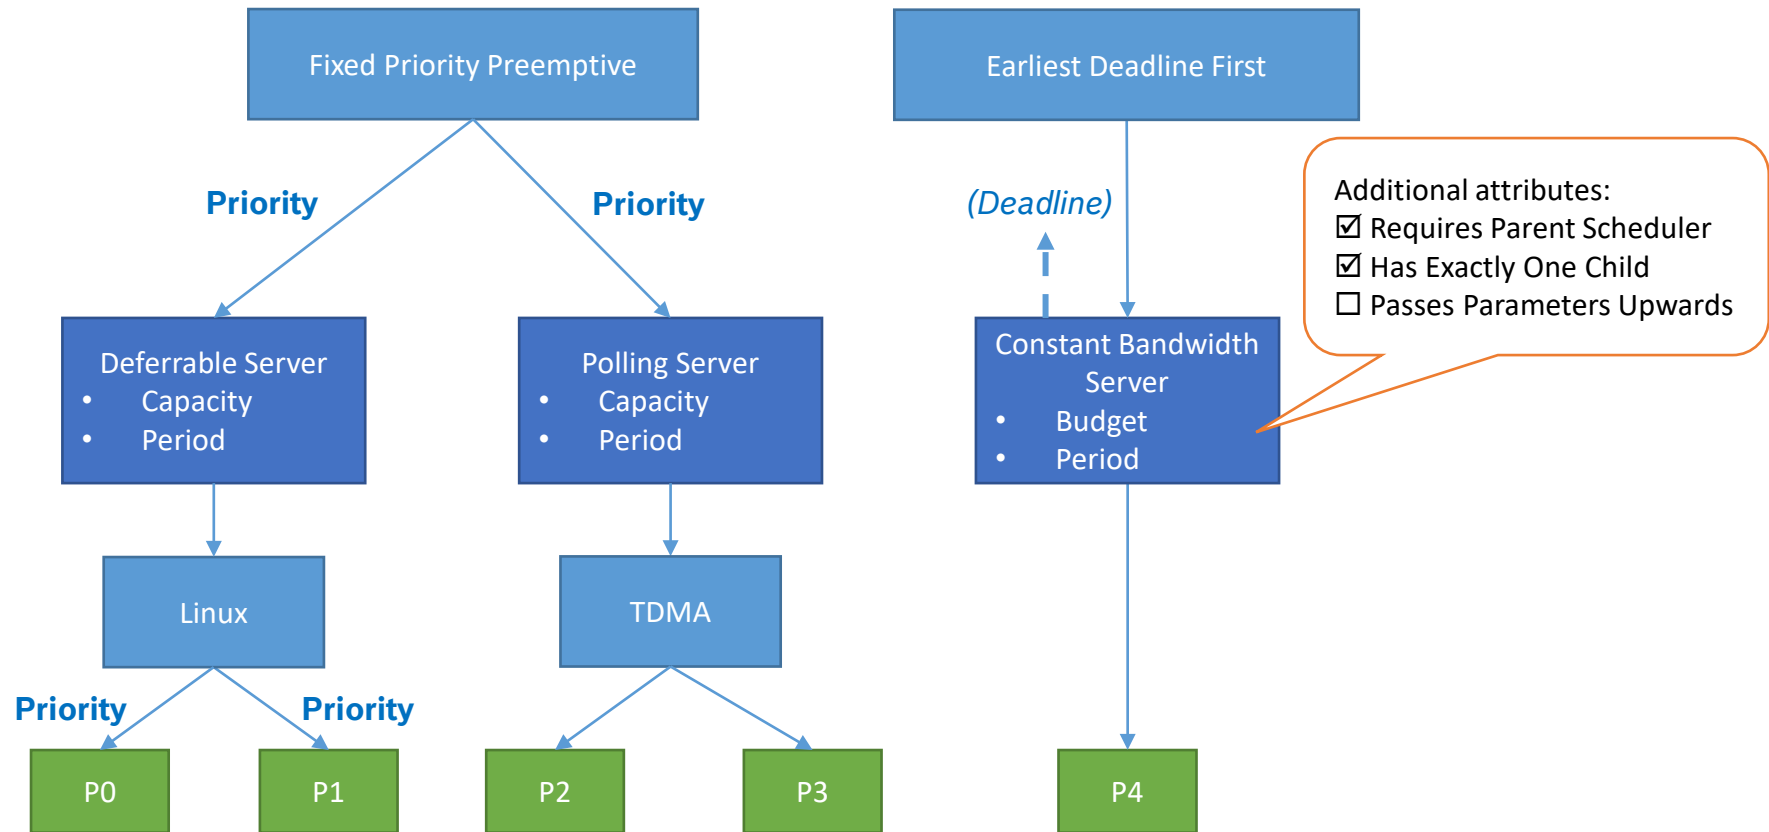 Fixed Priority Preemptive
Earliest Deadline First
Priority
Priority
(Deadline)
Additional attributes:
☑ Requires Parent Scheduler
☑ Has Exactly One Child
☐ Passes Parameters Upwards
Deferrable Server
• Capacity
• Period
Polling Server
• Capacity
• Period
Constant Bandwidth
Server
• Budget
• Period
Linux
TDMA
Priority
Priority
P0
P1
P2
P3
P4